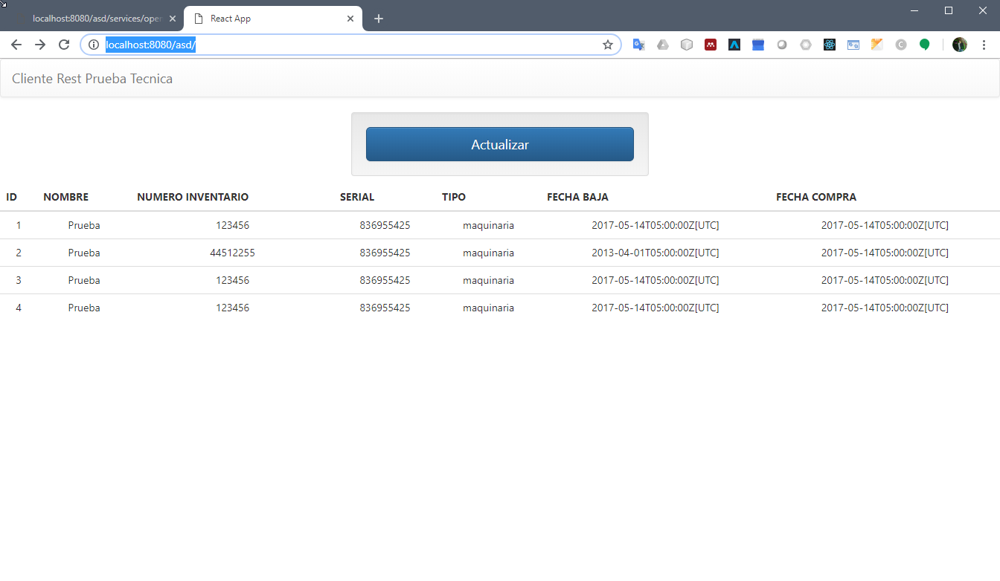 localhost:8080/asd/services/oper
React App
localhost:8080/asd/
Cliente Rest Prueba Tecnica
Actualizar
ID NOMBRE NUMERO INVENTARIO SERIAL TIPO FECHA BAJA FECHA COMPRA
1 Prueba 123456 836955425 maquinaria 2017-05-14T05:00:00Z[UTC] 2017-05-14T05:00:00Z[UTC]
2 Prueba 44512255 836955425 maquinaria 2013-04-01T05:00:00Z[UTC] 2017-05-14T05:00:00Z[UTC]
3 Prueba 123456 836955425 maquinaria 2017-05-14T05:00:00Z[UTC] 2017-05-14T05:00:00Z[UTC]
4 Prueba 123456 836955425 maquinaria 2017-05-14T05:00:00Z[UTC] 2017-05-14T05:00:00Z[UTC]